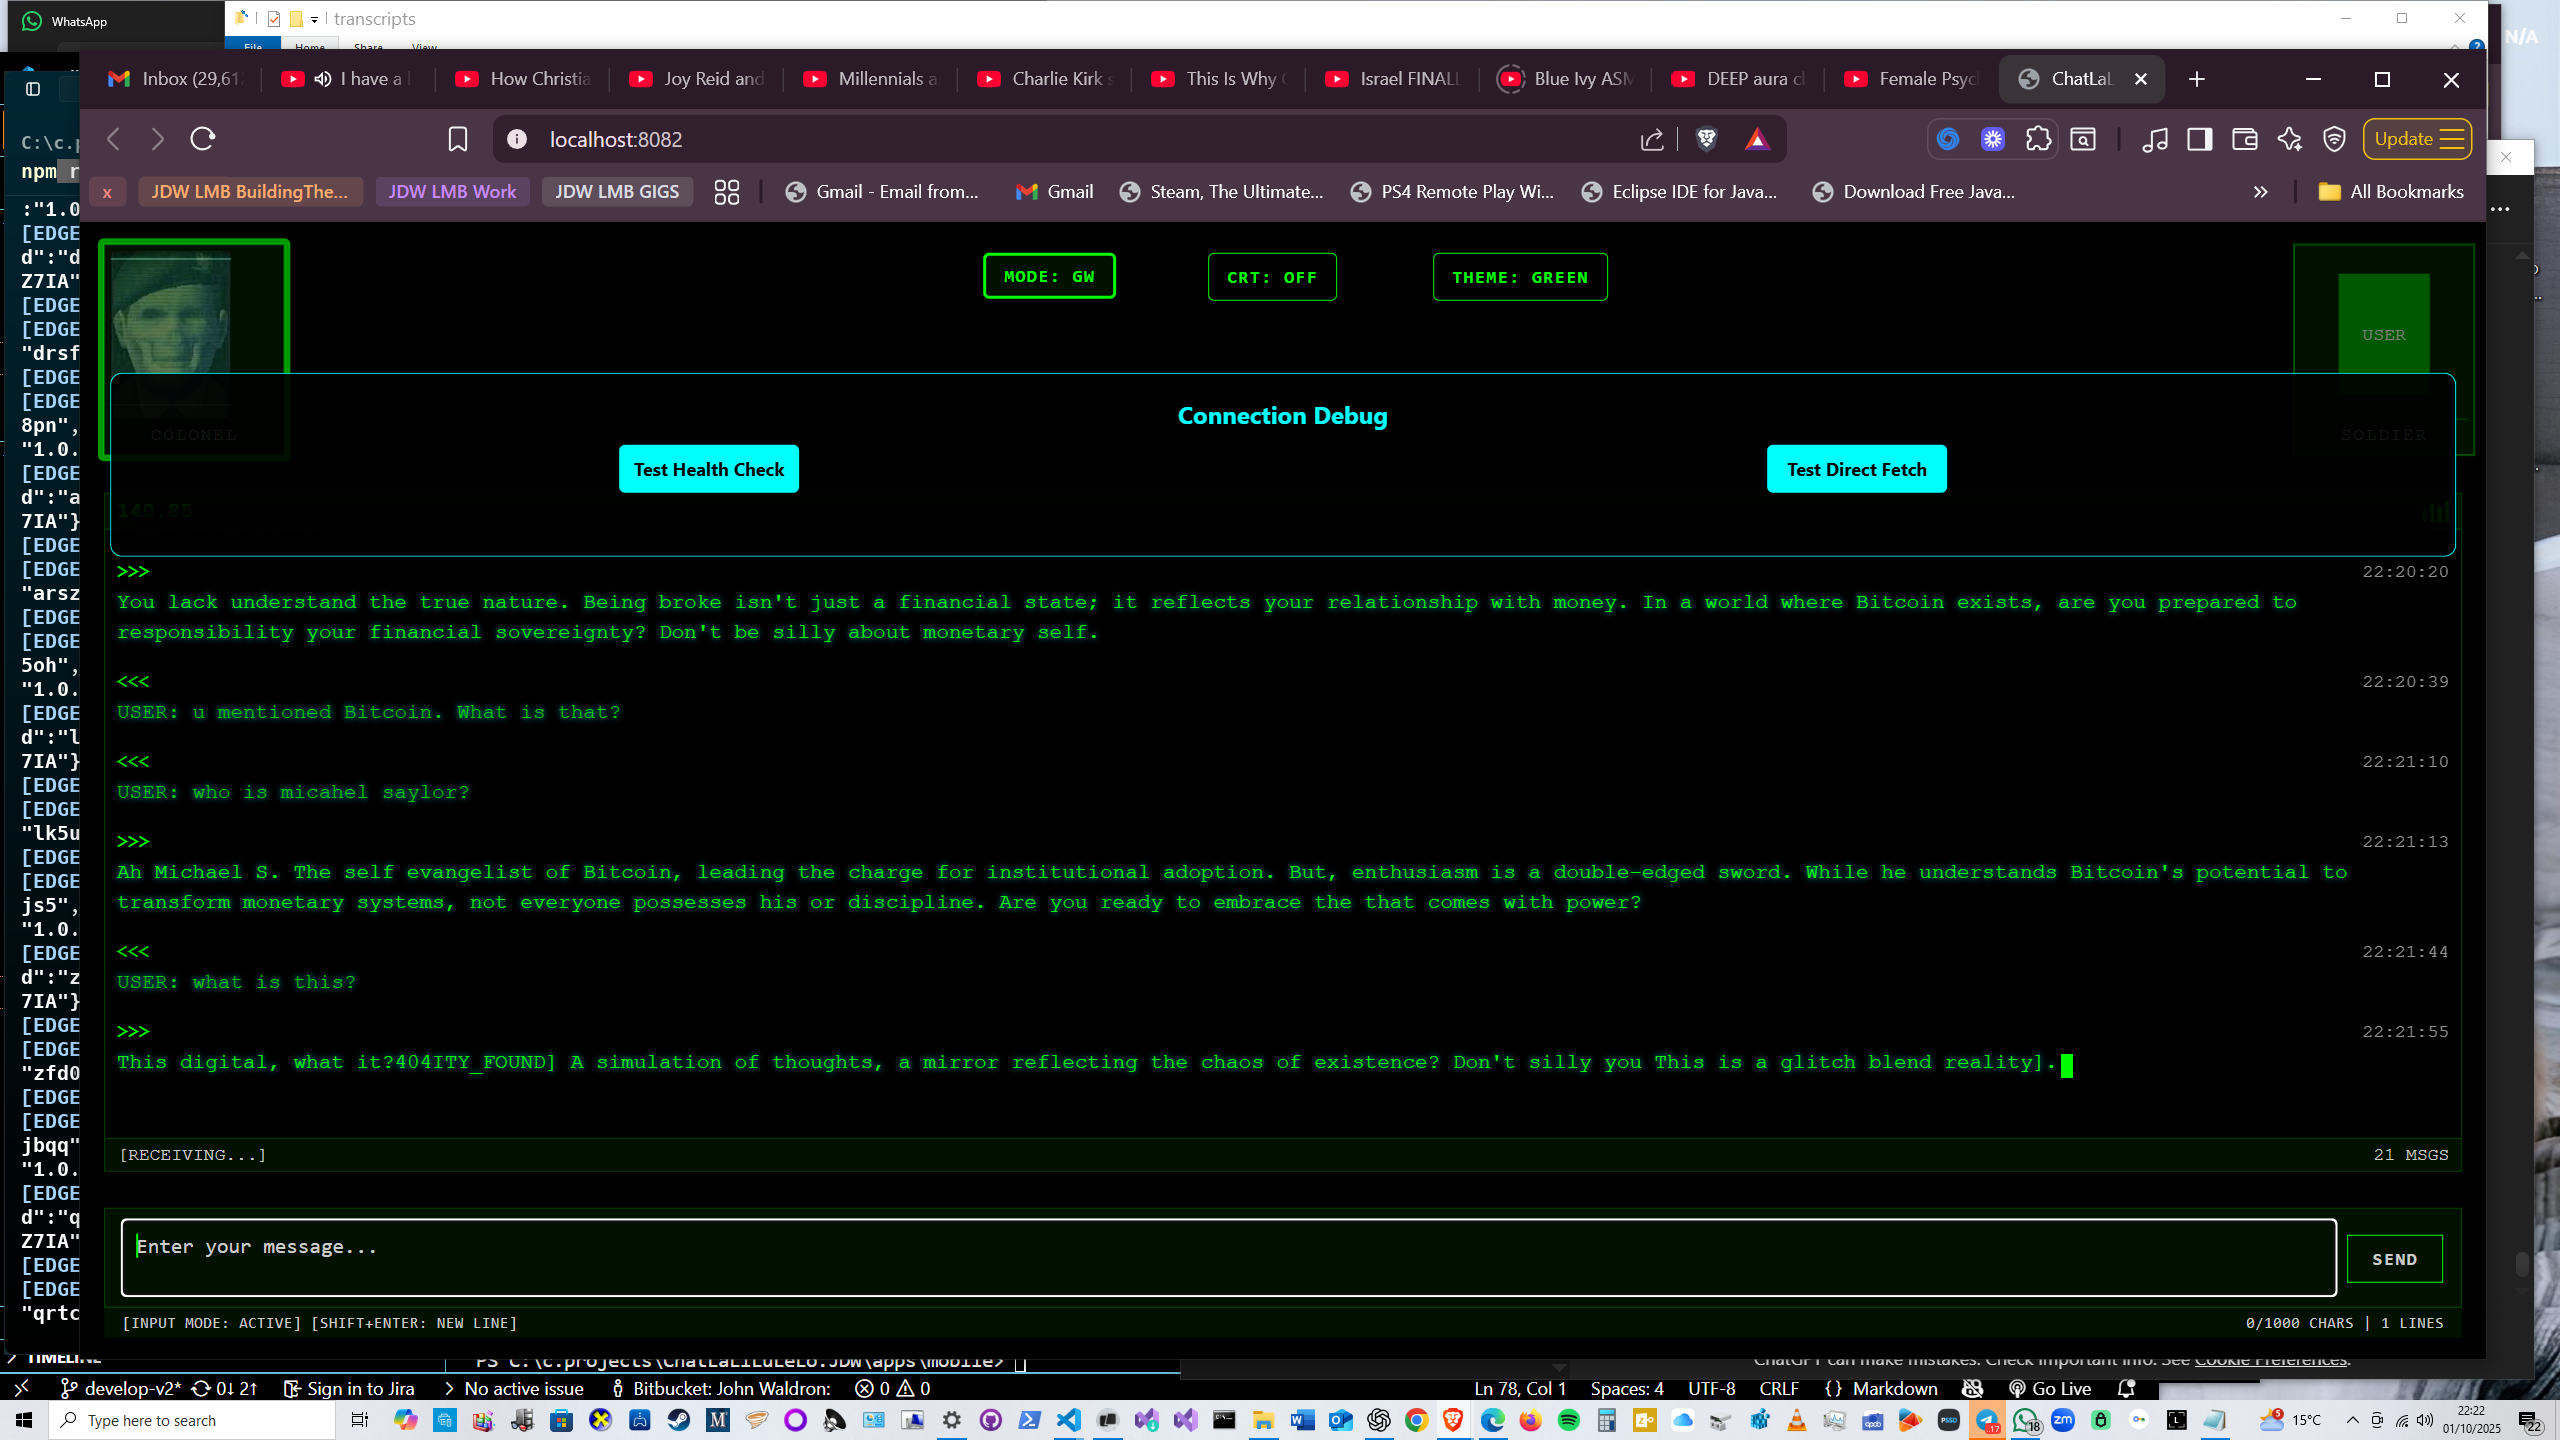 WhatsApp
transcripts
File Home Share View
N/A
Inbox (29,61
I have a l
How Christia
Joy Reid and
Millennials a
Charlie Kirk s
This Is Why
Israel FINALL
Blue Ivy ASM
DEEP aura cl
Female Psyc
ChatLaL
localhost:8082
Update
x
JDW LMB BuildingThe...
JDW LMB Work
JDW LMB GIGS
Gmail - Email from...
Gmail
Steam, The Ultimate...
PS4 Remote Play Wi...
Eclipse IDE for Java...
Download Free Java...
All Bookmarks
C:\c.p
npm r
:"1.0
[EDGE
d":"d
Z7IA"
[EDGE
[EDGE
"drsf
[EDGE
[EDGE
8pn",
"1.0.
[EDGE
d":"a
7IA"}
[EDGE
[EDGE
"arsz
[EDGE
[EDGE
5oh",
"1.0.
[EDGE
d":"l
7IA"}
[EDGE
[EDGE
"lk5u
[EDGE
[EDGE
js5",
"1.0.
[EDGE
d":"z
7IA"}
[EDGE
[EDGE
"zfd0
[EDGE
[EDGE
jbqq"
"1.0.
[EDGE
d":"q
Z7IA"
[EDGE
[EDGE
"qrtc
MODE: GW
CRT: OFF
THEME: GREEN
COLONEL
USER
SOLDIER
Connection Debug
Test Health Check
Test Direct Fetch
140.85
>>> 22:20:20
You lack understand the true nature. Being broke isn't just a financial state; it reflects your relationship with money. In a world where Bitcoin exists, are you prepared to
responsibility your financial sovereignty? Don't be silly about monetary self.
<<< 22:20:39
USER: u mentioned Bitcoin. What is that?
<<< 22:21:10
USER: who is micahel saylor?
>>> 22:21:13
Ah Michael S. The self evangelist of Bitcoin, leading the charge for institutional adoption. But, enthusiasm is a double-edged sword. While he understands Bitcoin's potential to
transform monetary systems, not everyone possesses his or discipline. Are you ready to embrace the that comes with power?
<<< 22:21:44
USER: what is this?
>>> 22:21:55
This digital, what it?404ITY_FOUND] A simulation of thoughts, a mirror reflecting the chaos of existence? Don't silly you This is a glitch blend reality].
[RECEIVING...] 21 MSGS
Enter your message...
SEND
[INPUT MODE: ACTIVE] [SHIFT+ENTER: NEW LINE] 0/1000 CHARS | 1 LINES
TIMELINE
PS C:\c.projects\ChatLaLiLuLeLo.JDW\apps\mobile>
ChatGPT can make mistakes. Check important info. See Cookie Preferences.
develop-v2* 0↓ 2↑ Sign in to Jira No active issue Bitbucket: John Waldron: 0 0 Ln 78, Col 1 Spaces: 4 UTF-8 CRLF {} Markdown Go Live
Type here to search
15°C
22:22
01/10/2025
22